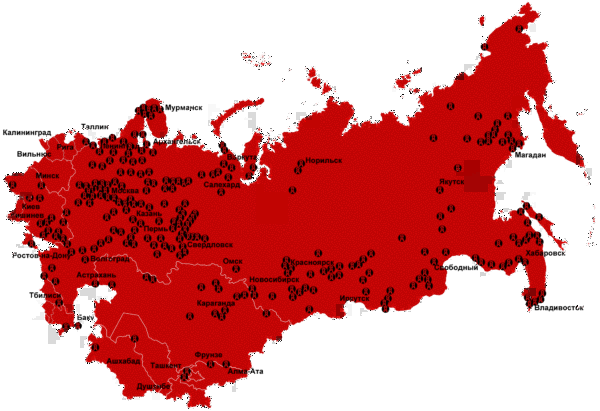 Мурманск
Таллин
Калининград
Рига
Архангельск
Вильнюс
Воркута
Норильск
Магадан
Минск
Салехард
Якутск
Москва
Киев
Казань
Кишинев
Пермь
Свердловск
Ростов-на-Дону
Хабаровск
Волгоград
Омск
Красноярск
Свободный
Астрахань
Новосибирск
Тбилиси
Иркутск
Караганда
Владивосток
Баку
Фрунзе
Ашхабад
Ташкент
Алма-Ата
Душанбе